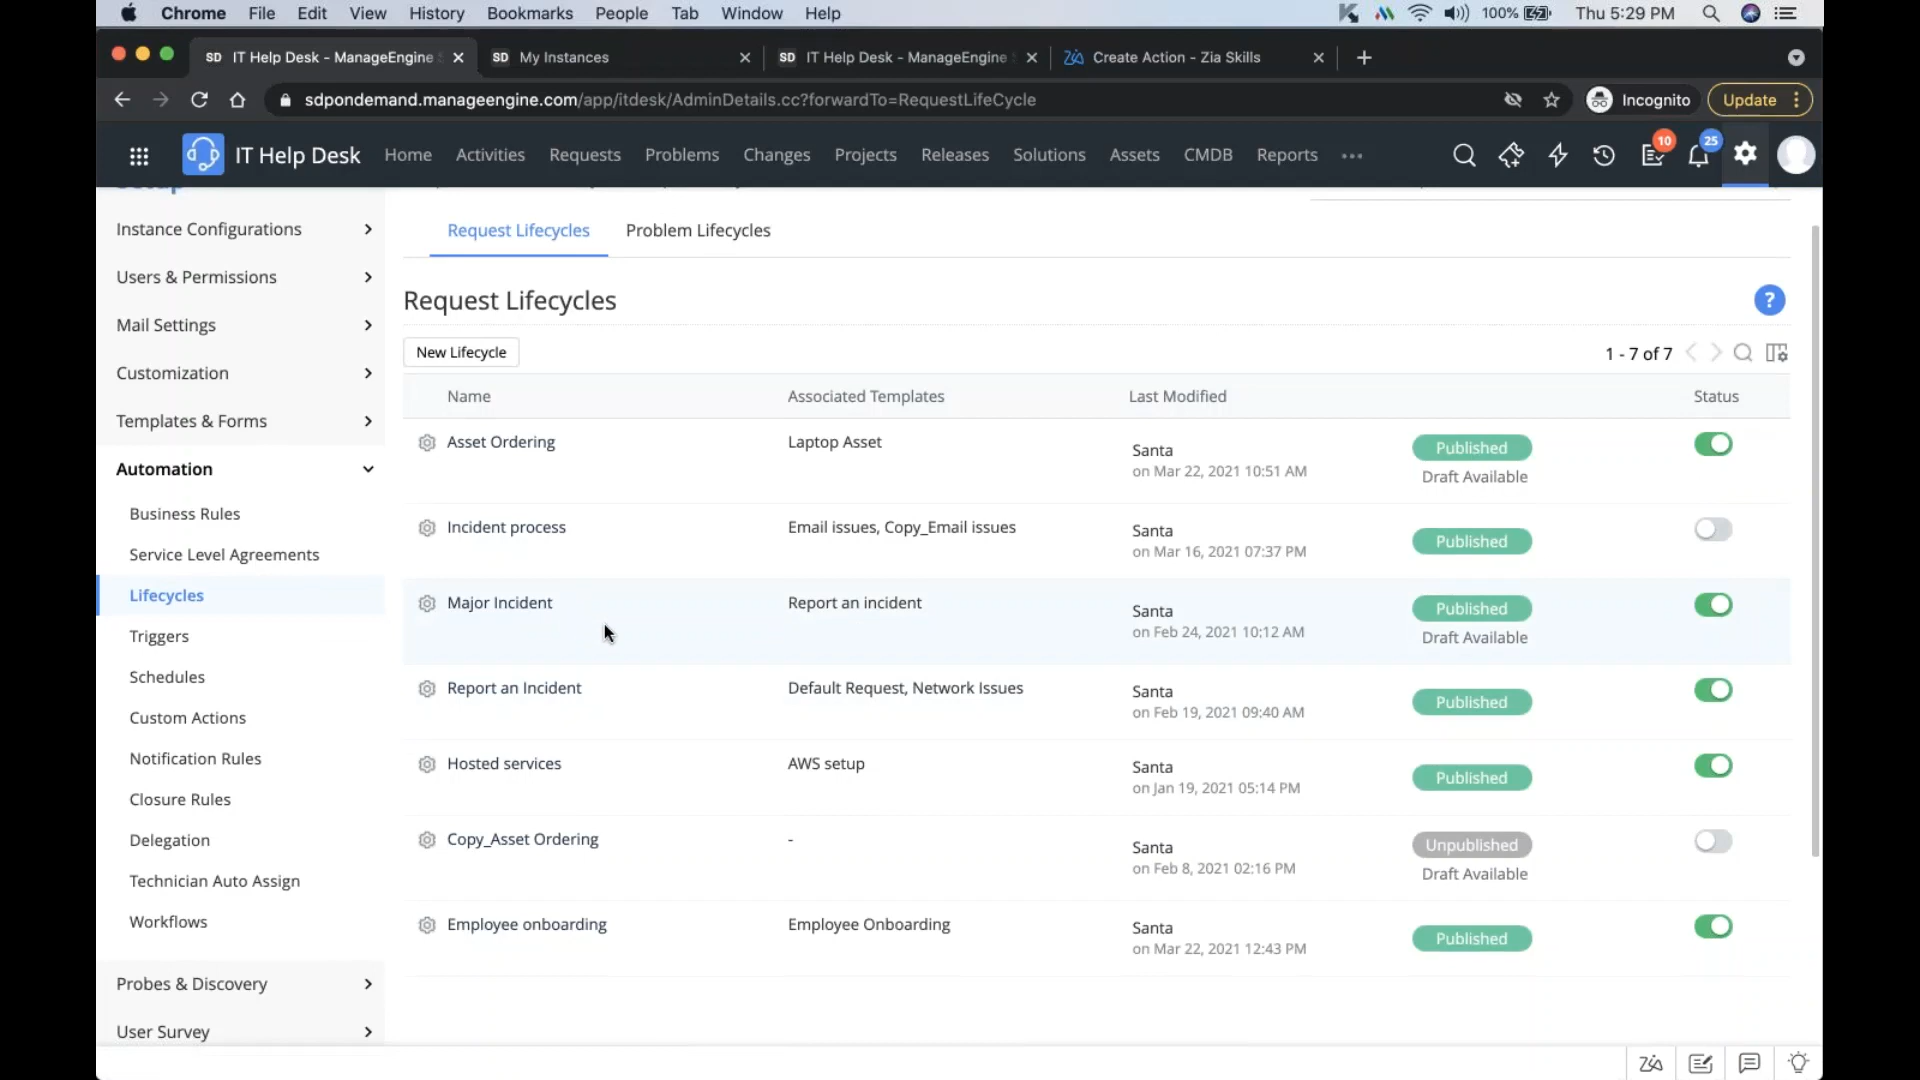 Chrome File Edit View History Bookmarks People Tab Window Help 100% Thu 5:29 PM
SD IT Help Desk - ManageEngine SD My Instances SD IT Help Desk - ManageEngine Create Action - Zia Skills
sdpondemand.manageengine.com/app/itdesk/AdminDetails.cc?forwardTo=RequestLifeCycle Incognito Update
IT Help Desk Home Activities Requests Problems Changes Projects Releases Solutions Assets CMDB Reports 10 25
Instance Configurations
Users & Permissions
Mail Settings
Customization
Templates & Forms
Automation
Business Rules
Service Level Agreements
Lifecycles
Triggers
Schedules
Custom Actions
Notification Rules
Closure Rules
Delegation
Technician Auto Assign
Workflows
Probes & Discovery
User Survey
Request Lifecycles Problem Lifecycles
Request Lifecycles ?
New Lifecycle 1 - 7 of 7
Name Associated Templates Last Modified Status
Asset Ordering Laptop Asset Santa Published
on Mar 22, 2021 10:51 AM Draft Available
Incident process Email issues, Copy_Email issues Santa Published
on Mar 16, 2021 07:37 PM
Major Incident Report an incident Santa Published
on Feb 24, 2021 10:12 AM Draft Available
Report an Incident Default Request, Network Issues Santa Published
on Feb 19, 2021 09:40 AM
Hosted services AWS setup Santa Published
on Jan 19, 2021 05:14 PM
Copy_Asset Ordering - Santa Unpublished
on Feb 8, 2021 02:16 PM Draft Available
Employee onboarding Employee Onboarding Santa Published
on Mar 22, 2021 12:43 PM